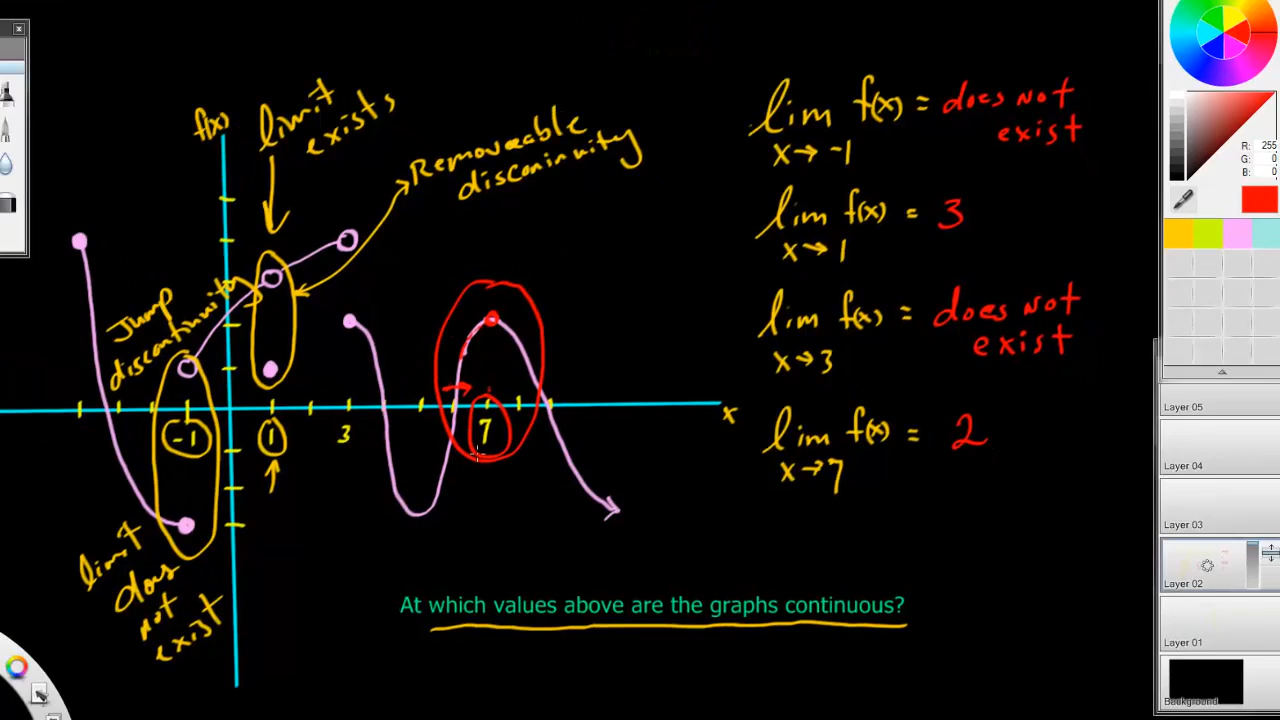 f(x)
limit
exists
Removeable
disconinuity
Jump
discontinuity
-1
1
3
7
x
limit
does
not
exist
lim f(x) = does not
exist
x→-1
lim f(x) = 3
x→1
lim f(x) = does not
exist
x→3
lim f(x) = 2
x→7
At which values above are the graphs continuous?
R: 255
G: 0
B: 0
Layer 05
Layer 04
Layer 03
Layer 02
Layer 01
Background